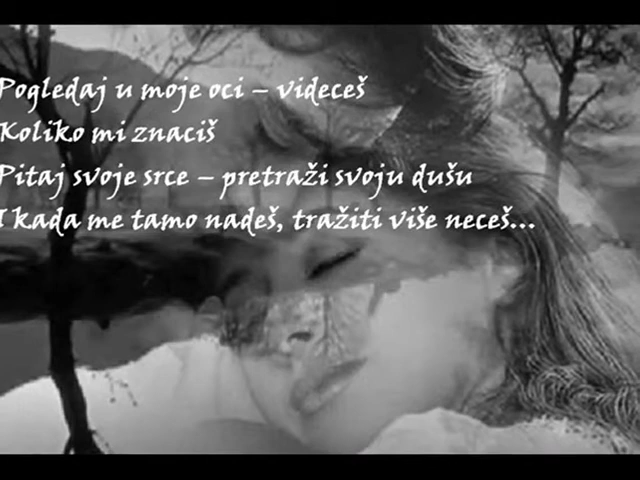 Pogledaj u moje oci – videceš
Koliko mi znaciš
Pitaj svoje srce – pretraži svoju dušu
I kada me tamo nadeš, tražiti više neceš...